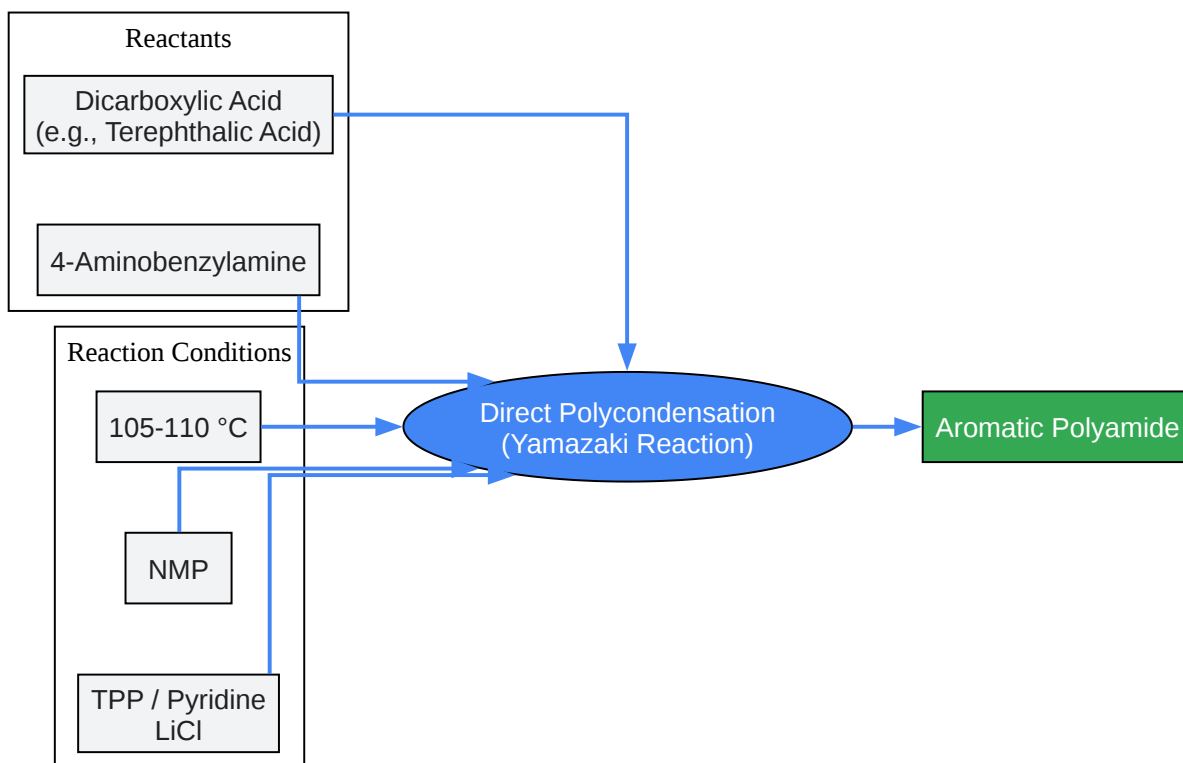 Reactants
Dicarboxylic Acid
(e.g., Terephthalic Acid)
4-Aminobenzylamine
Reaction Conditions
105-110 °C
NMP
TPP / Pyridine
LiCl
Direct Polycondensation
(Yamazaki Reaction)
Aromatic Polyamide